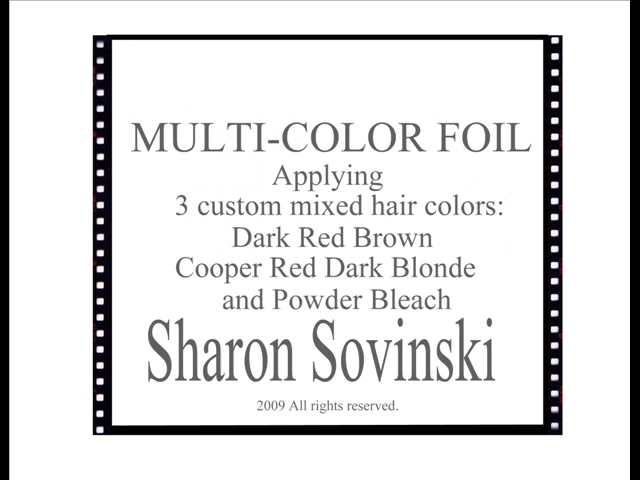 MULTI-COLOR FOIL
Applying
3 custom mixed hair colors:
Dark Red Brown
Cooper Red Dark Blonde
and Powder Bleach
Sharon Sovinski
2009 All rights reserved.